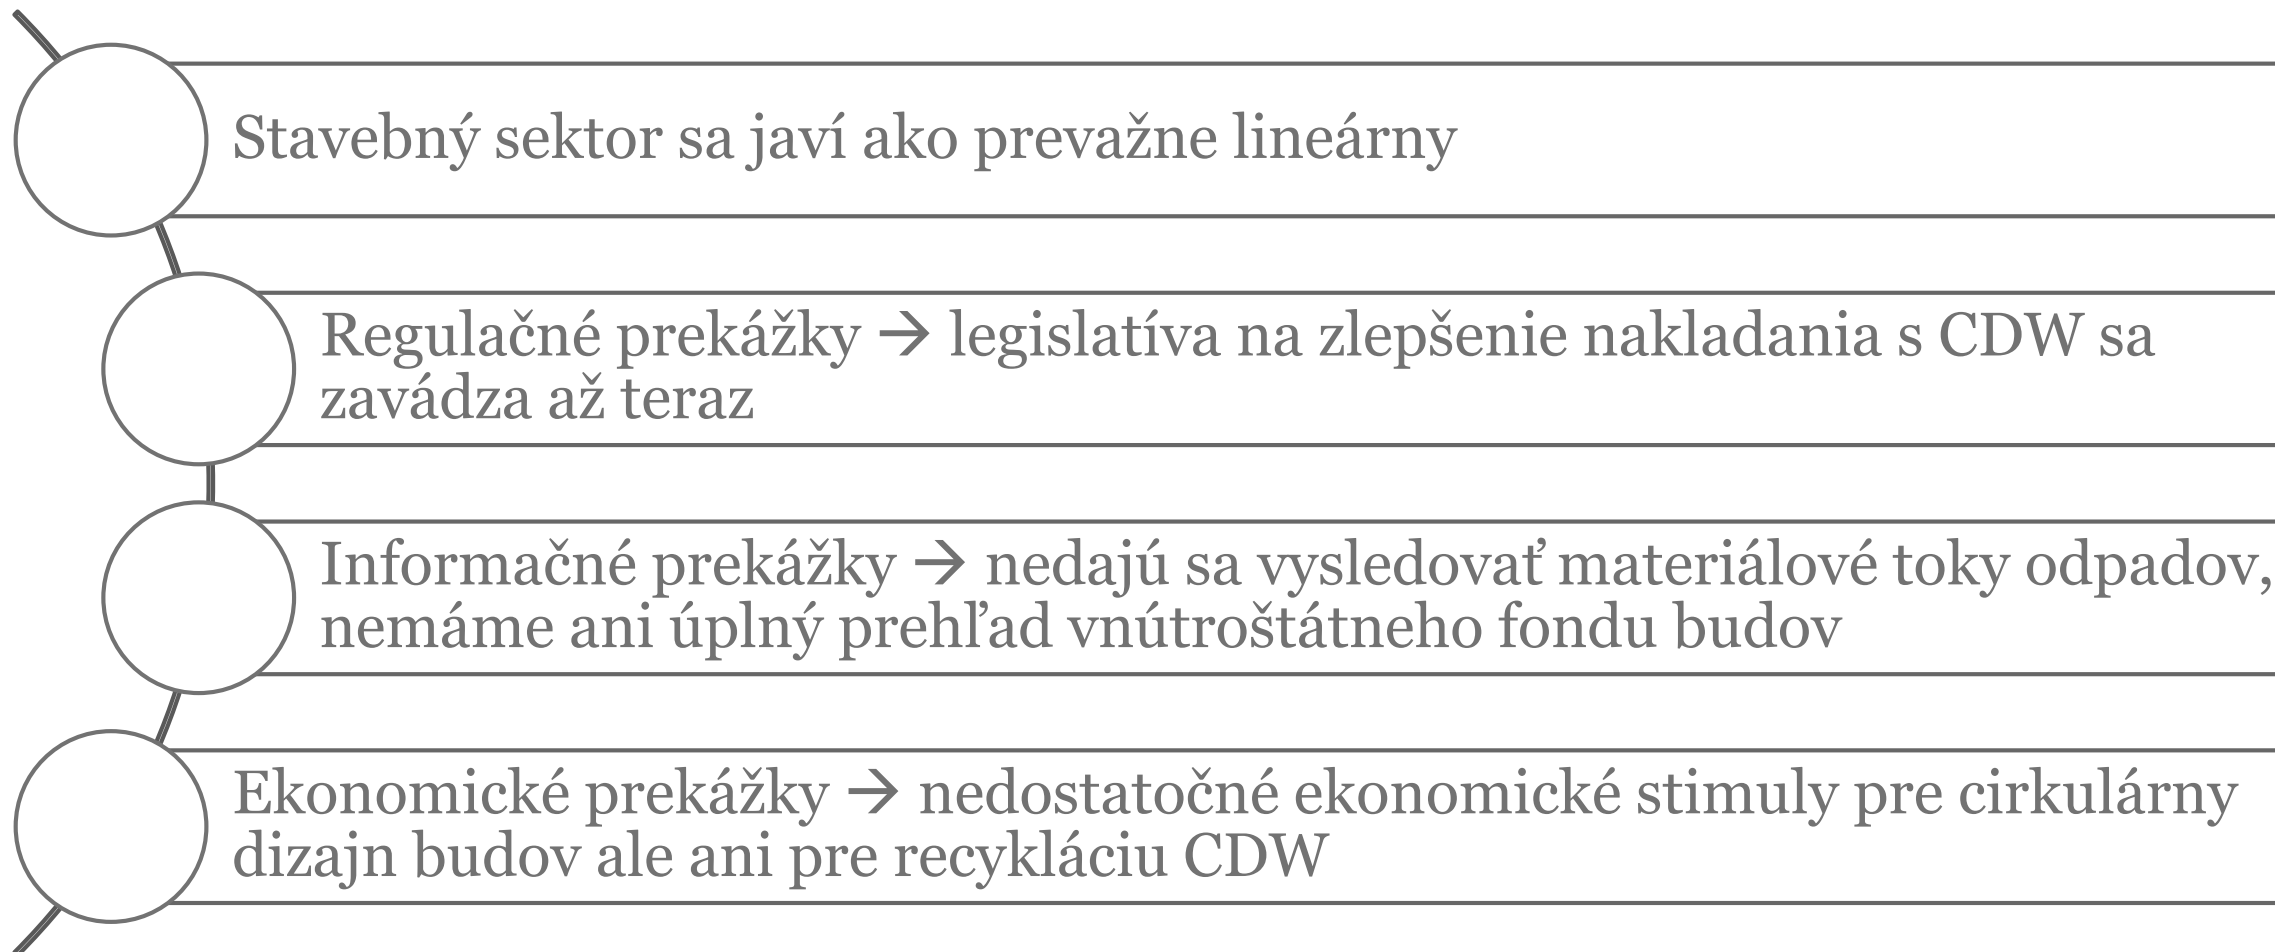 Stavebný sektor sa javí ako prevažne lineárny
Regulačné prekážky → legislatíva na zlepšenie nakladania s CDW sa
zavádza až teraz
Informačné prekážky → nedajú sa vysledovať materiálové toky odpadov,
nemáme ani úplný prehľad vnútroštátneho fondu budov
Ekonomické prekážky → nedostatočné ekonomické stimuly pre cirkulárny
dizajn budov ale ani pre recykláciu CDW